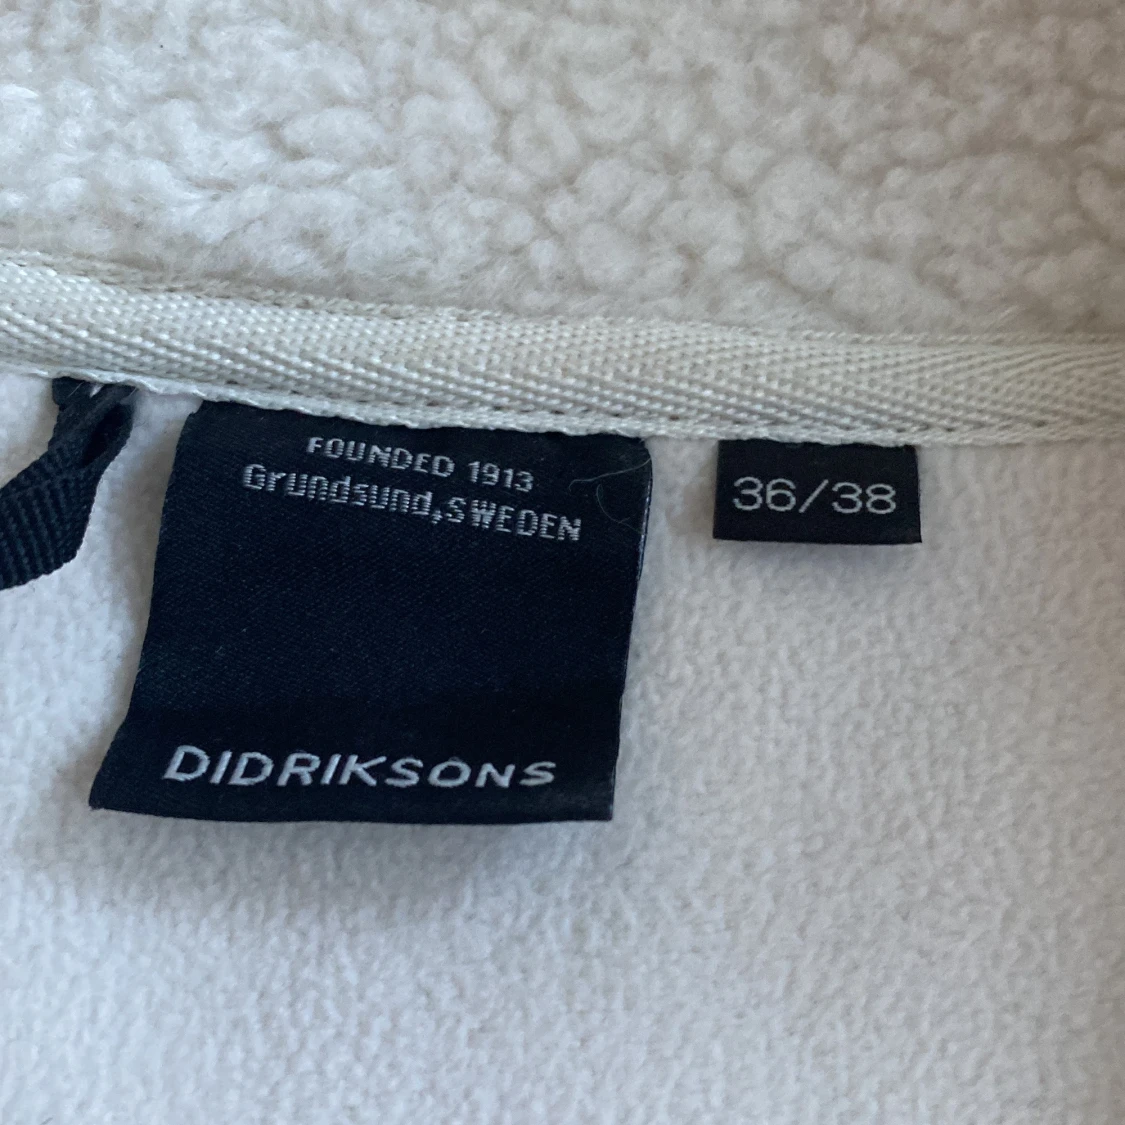 FOUNDED 1913
Grundsund,SWEDEN
36/38
DIDRIKSONS